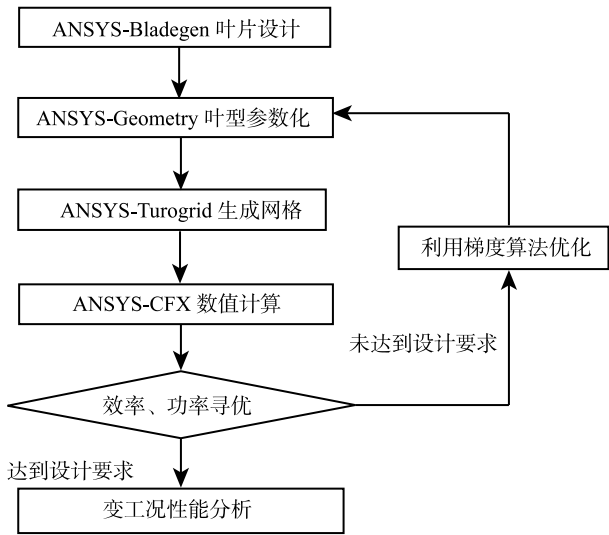 ANSYS-Bladegen 叶片设计
ANSYS-Geometry 叶型参数化
ANSYS-Turogrid 生成网格
利用梯度算法优化
ANSYS-CFX 数值计算
未达到设计要求
效率、功率寻优
达到设计要求
变工况性能分析